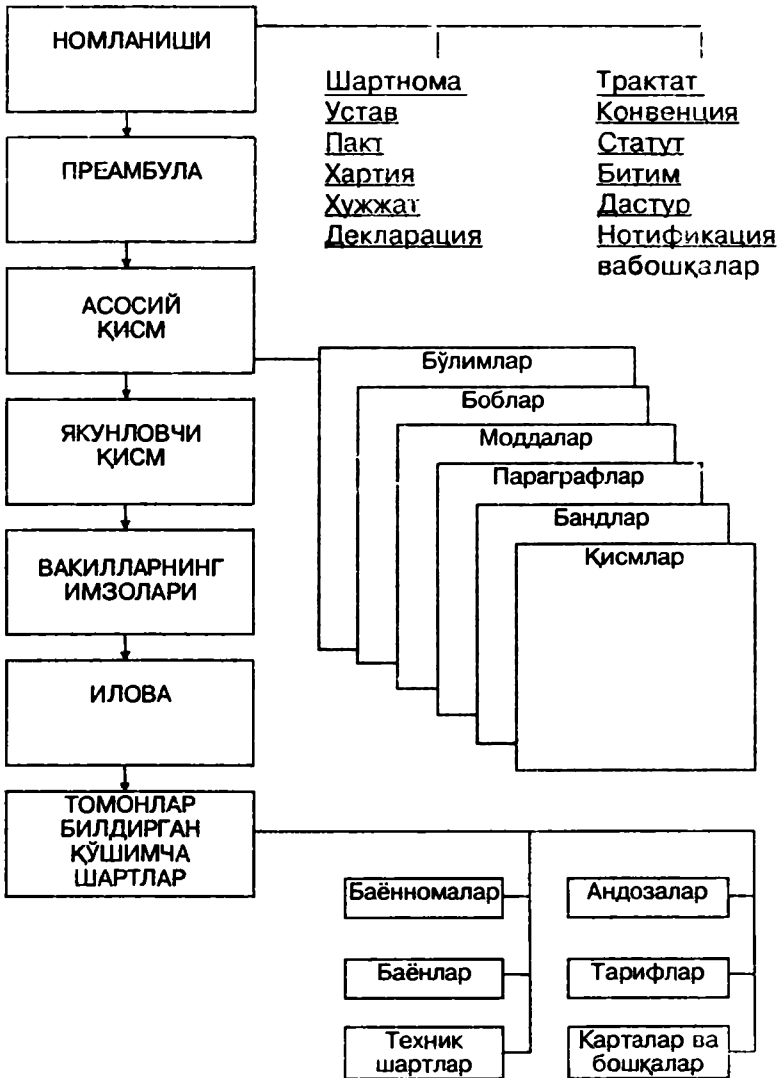 НОМЛАНИШИ
Шартнома
Устав
Пакт
Хартия
Ҳужжат
Декларация
Трактат
Конвенция
Статут
Битим
Дастур
Нотификация
вабошқалар
ПРЕАМБУЛА
АСОСИЙ
ҚИСМ
Бўлимлар
Боблар
Моддалар
Параграфлар
Бандлар
Қисмлар
ЯКУНЛОВЧИ
ҚИСМ
ВАКИЛЛАРНИНГ
ИМЗОЛАРИ
ИЛОВА
ТОМОНЛАР
БИЛДИРГАН
ҚЎШИМЧА
ШАРТЛАР
Баённомалар
Баёнлар
Техник
шартлар
Андозалар
Тарифлар
Карталар ва
бошқалар